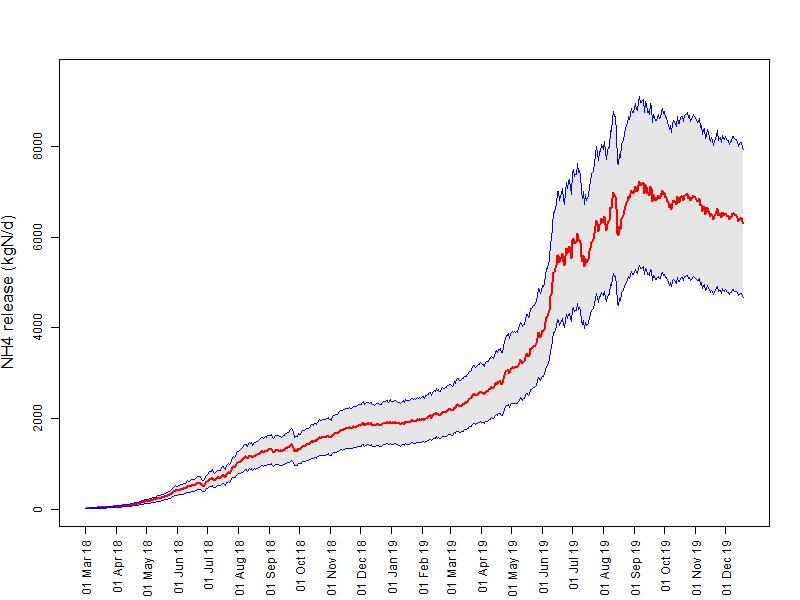 NH4 release (kgN/d)
8000
6000
4000
2000
0
01 Mar 18
01 Apr 18
01 May 18
01 Jun 18
01 Jul 18
01 Aug 18
01 Sep 18
01 Oct 18
01 Nov 18
01 Dec 18
01 Jan 19
01 Feb 19
01 Mar 19
01 Apr 19
01 May 19
01 Jun 19
01 Jul 19
01 Aug 19
01 Sep 19
01 Oct 19
01 Nov 19
01 Dec 19